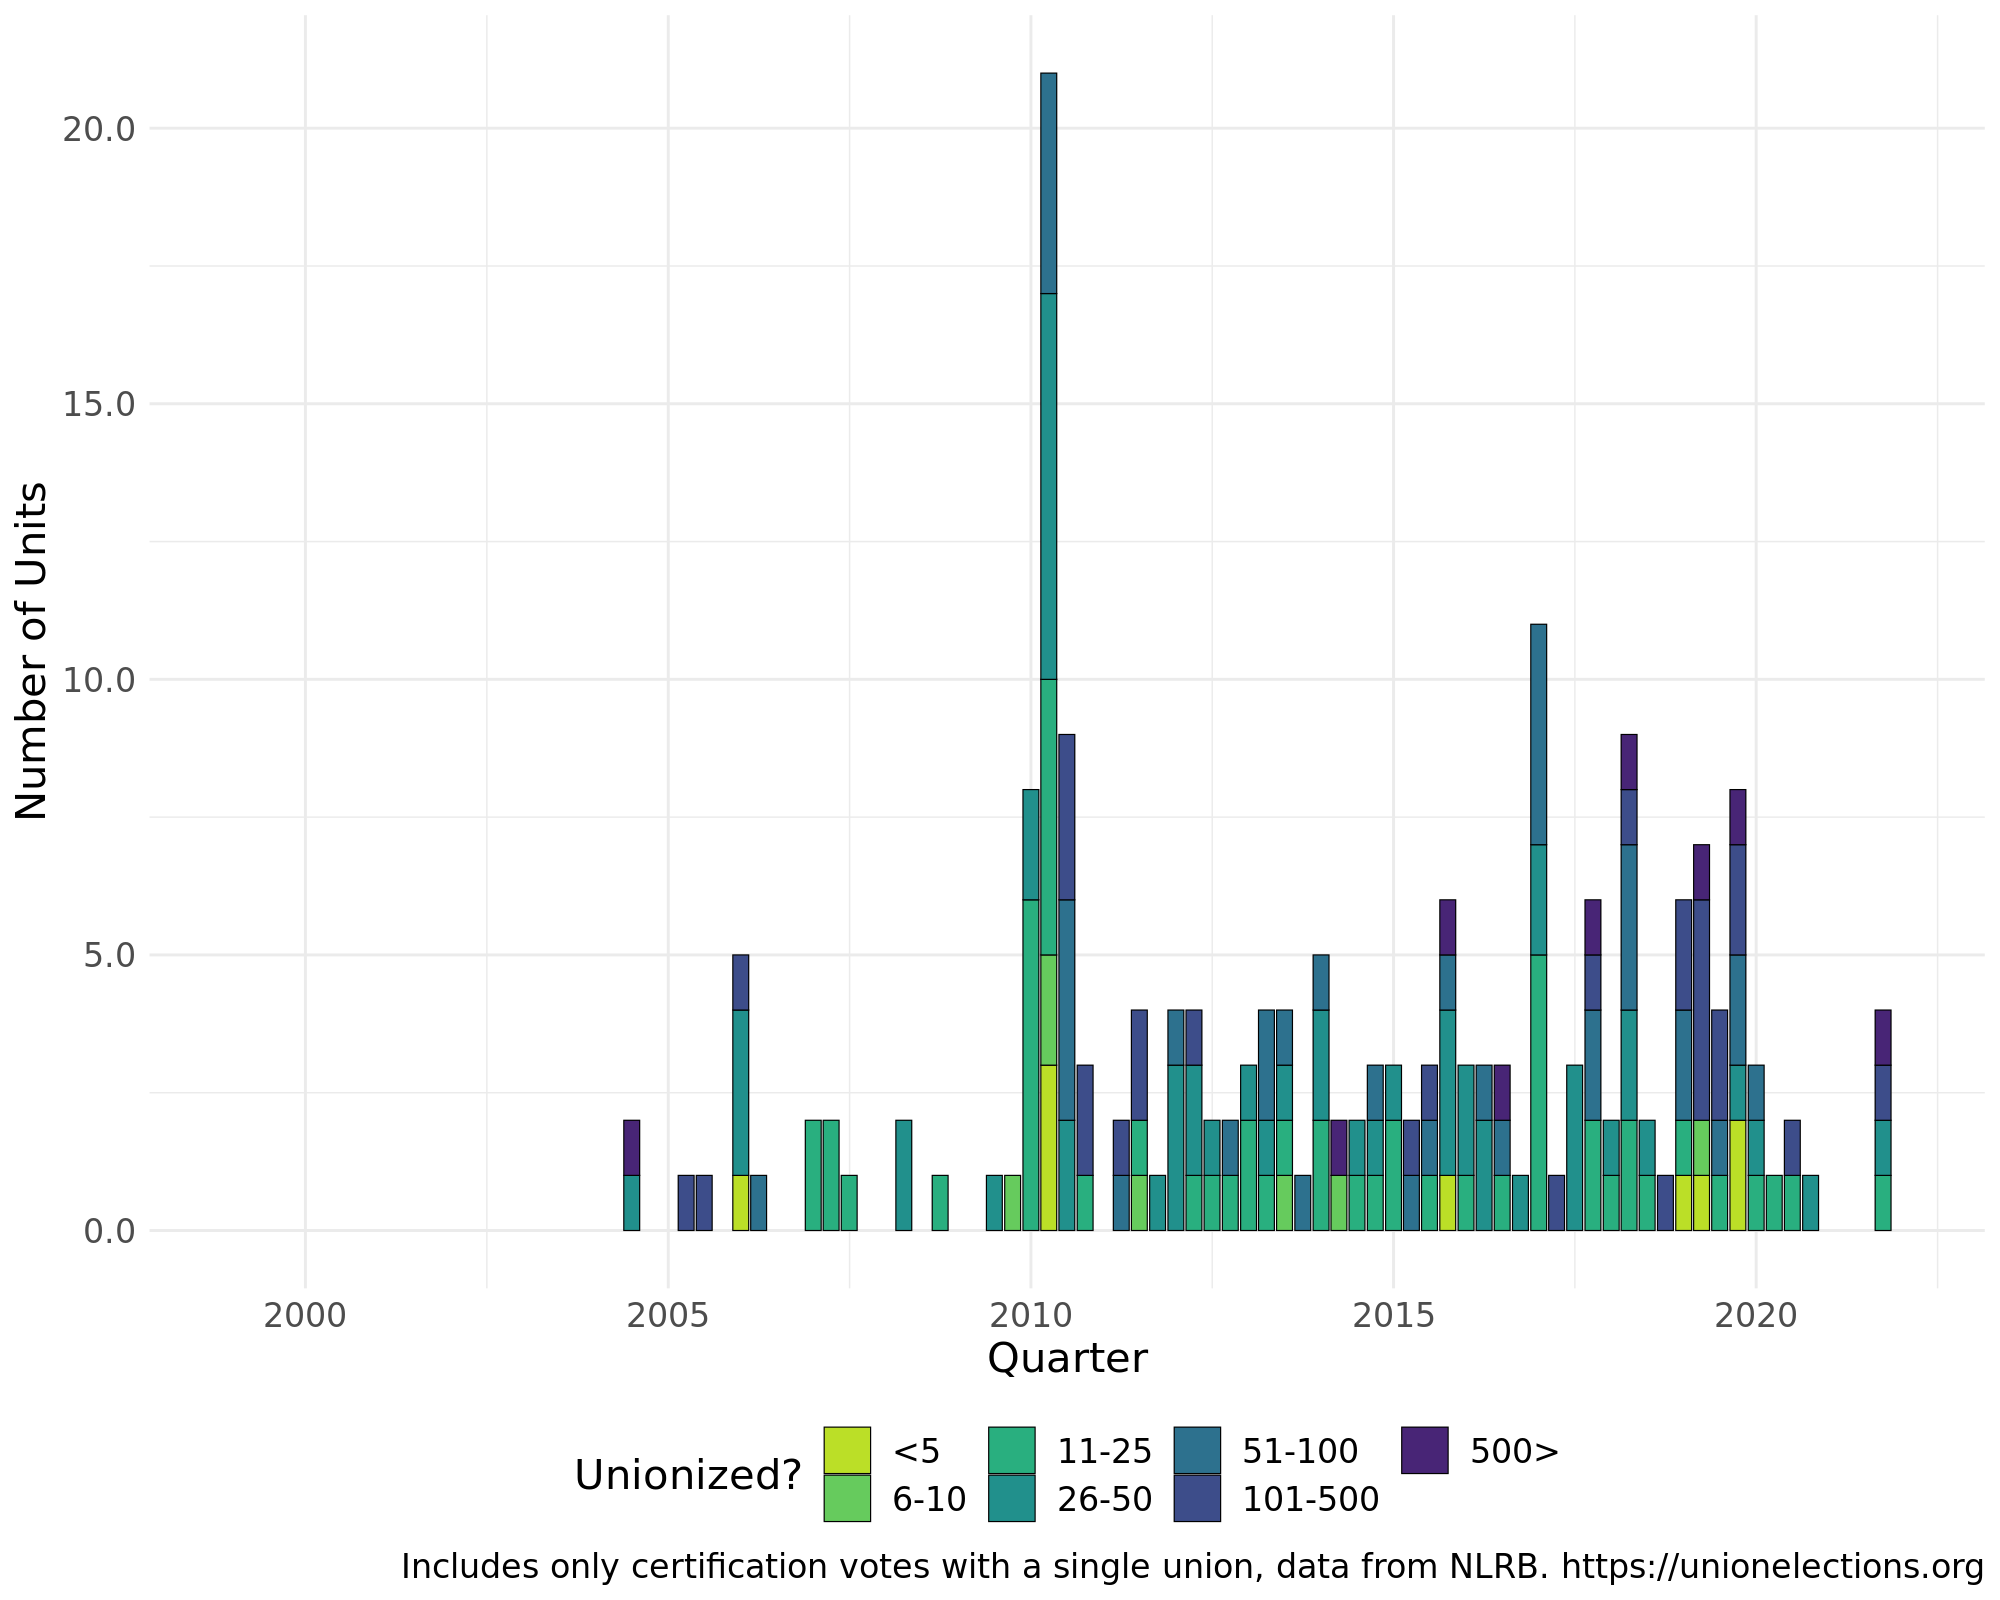 20.0
15.0
10.0
5.0
0.0
Number of Units
2000 2005 2010 2015 2020
Quarter
Unionized?
<5 11-25 51-100 500>
6-10 26-50 101-500
Includes only certification votes with a single union, data from NLRB. https://unionelections.org